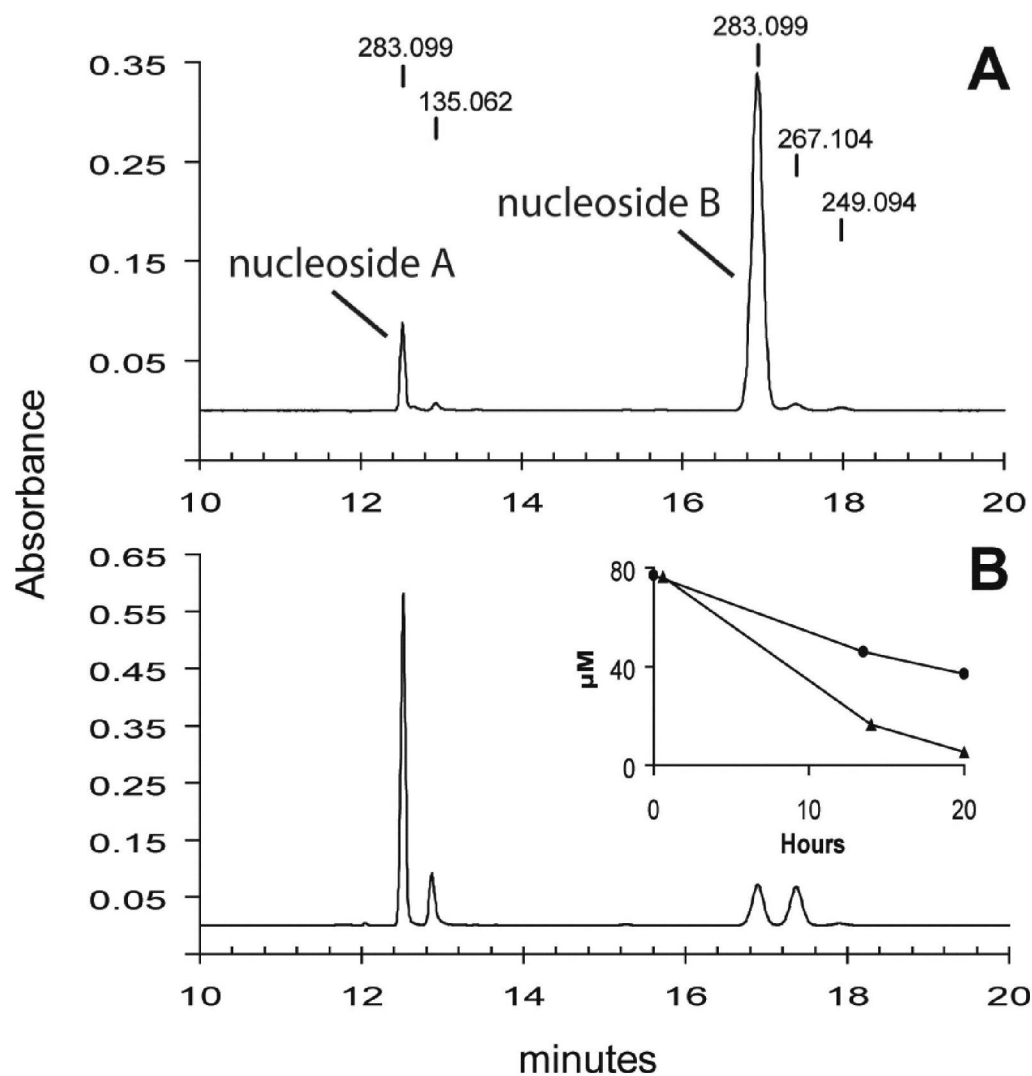 283.099
283.099
A
0.35
135.062
267.104
0.25
249.094
nucleoside B
nucleoside A
0.15
0.05
10 12 14 16 18 20
Absorbance
0.65
B
0.55
80
0.45
µM
40
0.35
0
0.25
0 10 20
Hours
0.15
0.05
10 12 14 16 18 20
minutes